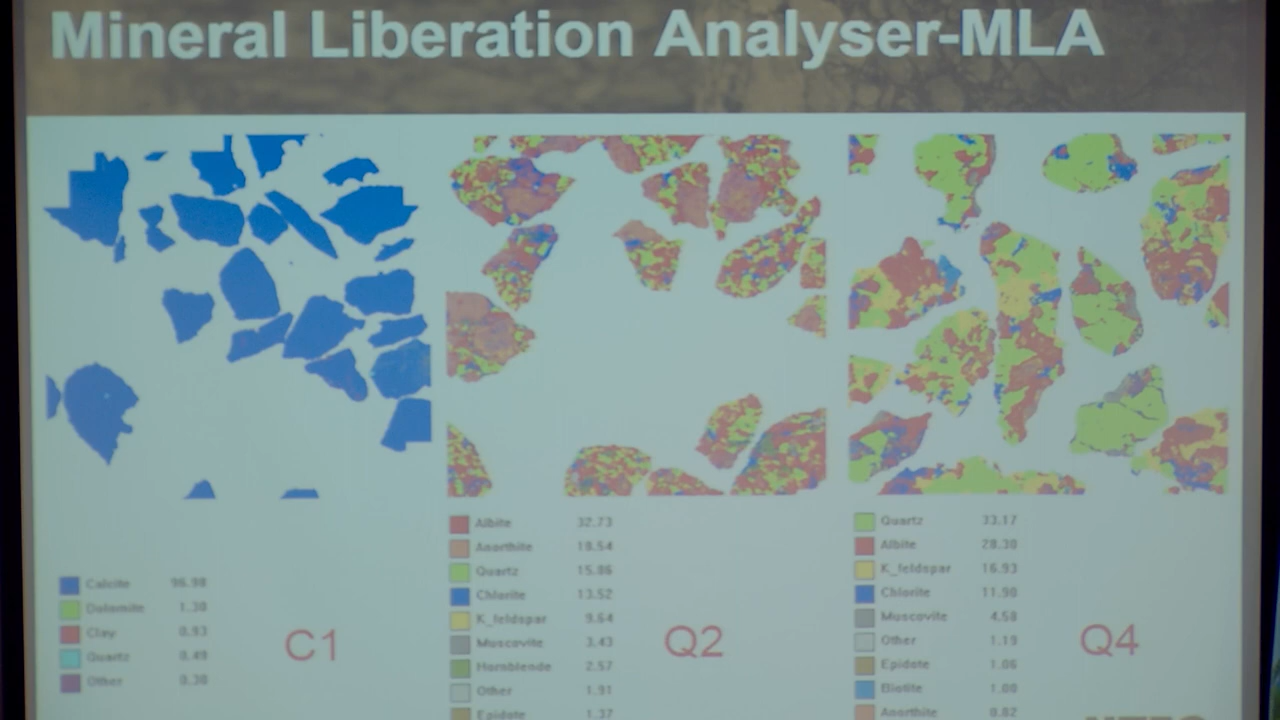 Mineral Liberation Analyser-MLA
Calcite 96.98
Dolomite 1.30
Clay 0.93
Quartz 0.49
Other 0.30
C1
Albite 32.73
Anorthite 18.54
Quartz 15.86
Chlorite 13.52
K_feldspar 9.64
Muscovite 3.43
Hornblende 2.57
Other 1.91
Epidote 1.37
Q2
Quartz 33.17
Albite 28.30
K_feldspar 16.93
Chlorite 11.90
Muscovite 4.50
Other 1.19
Epidote 1.06
Biotite 1.00
Anorthite 0.82
Q4